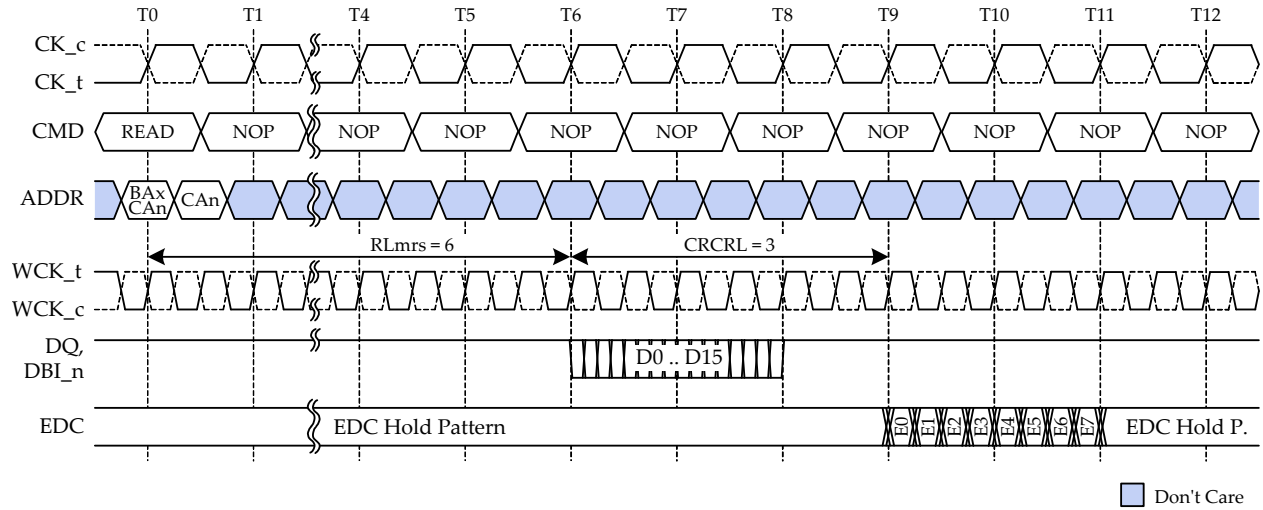 T0 T1 T4 T5 T6 T7 T8 T9 T10 T11 T12
CK_c
CK_t
CMD READ NOP NOP NOP NOP NOP NOP NOP NOP NOP NOP
ADDR BAx CAn
CAn
RLmrs = 6 CRCRL = 3
WCK_t
WCK_c
DQ,
DBI_n
D0 .. D15
EDC EDC Hold Pattern E0 E1 E2 E3 E4 E5 E6 E7 EDC Hold P.
Don't Care